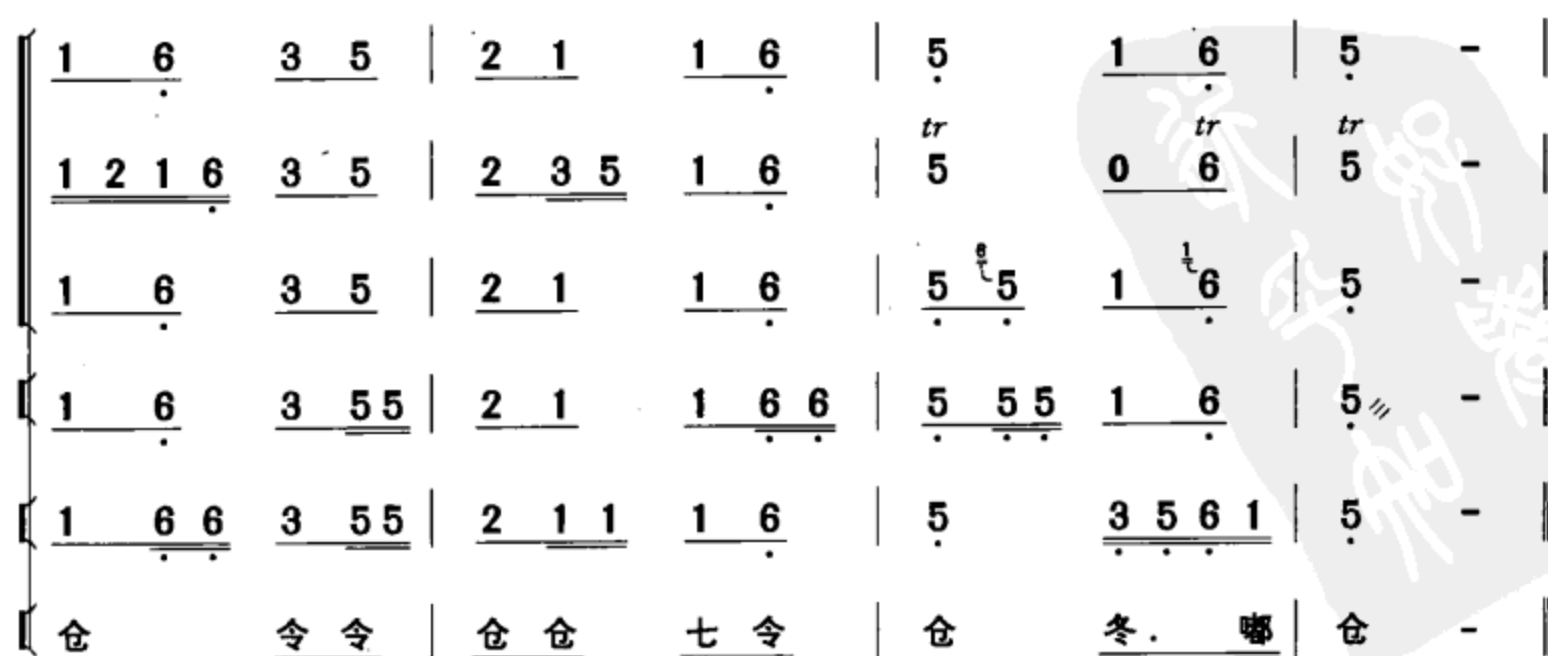 1 6 3 5 | 2 1 1 6 | 5 1 6 | 5 -
tr tr tr
1 2 1 6 3 5 | 2 3 5 1 6 | 5 0 6 | 5 -
6 1
1 6 3 5 | 2 1 1 6 | 5 5 1 6 | 5 -
1 6 3 5 5 | 2 1 1 6 6 | 5 5 5 1 6 | 5 -
1 6 6 3 5 5 | 2 1 1 1 6 | 5 3 5 6 1 | 5 -
仓 令 令 | 仓 仓 七 令 | 仓 冬. 嘟 | 仓 -